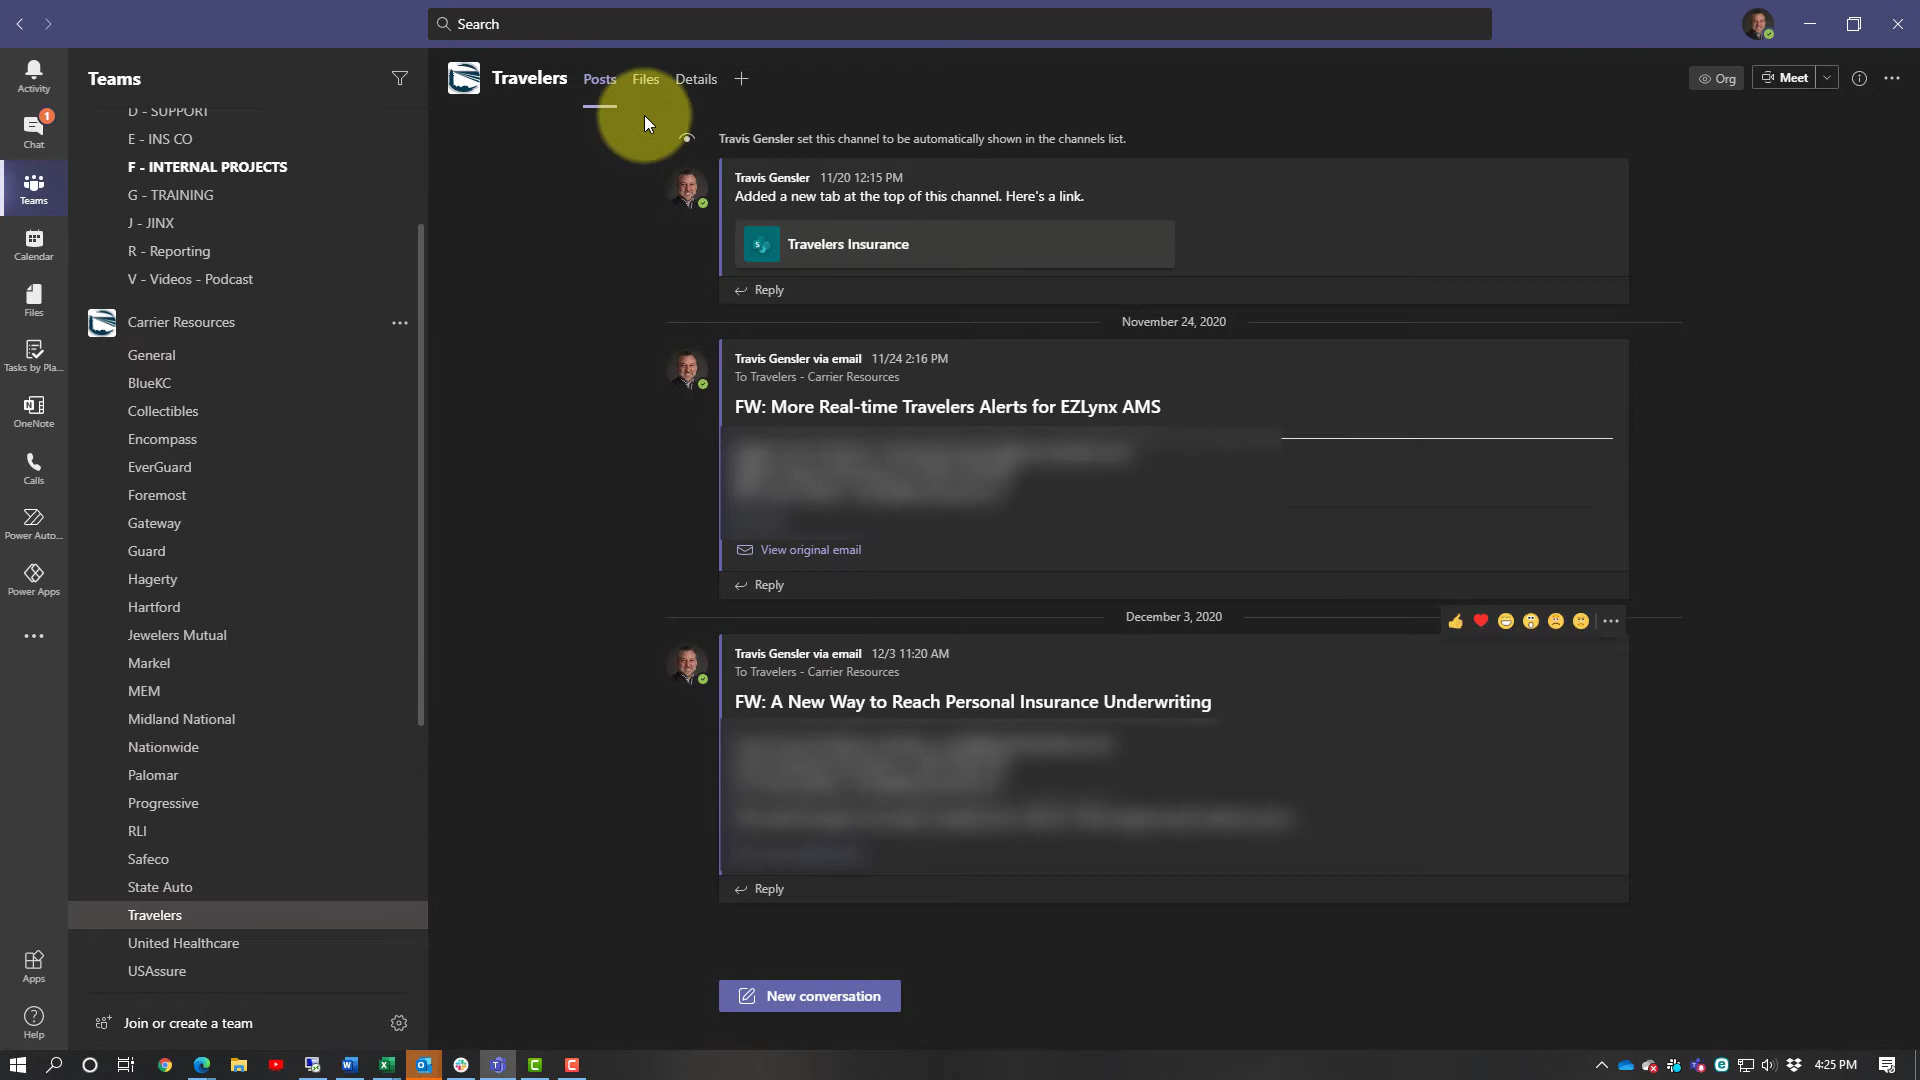 Search
Activity
Chat
1
Teams
Calendar
Files
Tasks by Pla...
OneNote
Calls
Power Auto...
Power Apps
Apps
Help
Teams
D - SUPPORT
E - INS CO
F - INTERNAL PROJECTS
G - TRAINING
J - JINX
R - Reporting
V - Videos - Podcast
Carrier Resources
General
BlueKC
Collectibles
Encompass
EverGuard
Foremost
Gateway
Guard
Hagerty
Hartford
Jewelers Mutual
Markel
MEM
Midland National
Nationwide
Palomar
Progressive
RLI
Safeco
State Auto
Travelers
United Healthcare
USAssure
Join or create a team
Travelers Posts Files Details
Org Meet
Travis Gensler set this channel to be automatically shown in the channels list.
Travis Gensler 11/20 12:15 PM
Added a new tab at the top of this channel. Here's a link.
Travelers Insurance
Reply
November 24, 2020
Travis Gensler via email 11/24 2:16 PM
To Travelers - Carrier Resources
FW: More Real-time Travelers Alerts for EZLynx AMS
View original email
Reply
December 3, 2020
Travis Gensler via email 12/3 11:20 AM
To Travelers - Carrier Resources
FW: A New Way to Reach Personal Insurance Underwriting
Reply
New conversation
4:25 PM